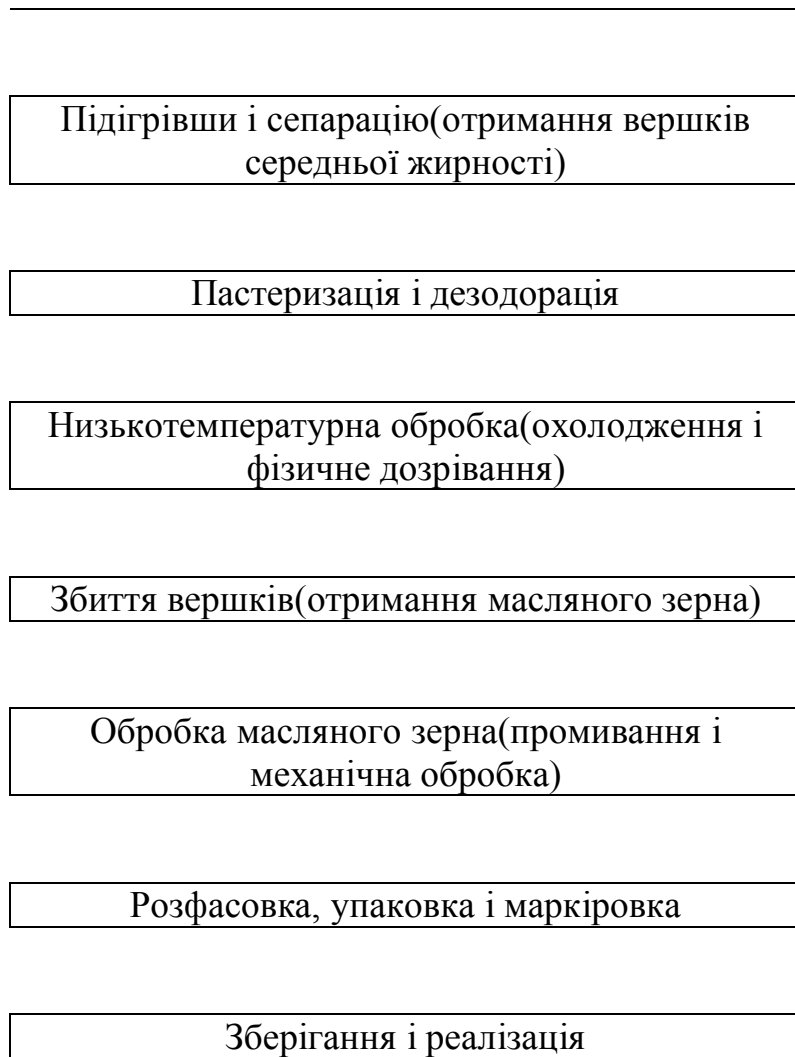 Підігрівши і сепарацію(отримання вершків
середньої жирності)
Пастеризація і дезодорація
Низькотемпературна обробка(охолодження і
фізичне дозрівання)
Збиття вершків(отримання масляного зерна)
Обробка масляного зерна(промивання і
механічна обробка)
Розфасовка, упаковка і маркіровка
Зберігання і реалізація